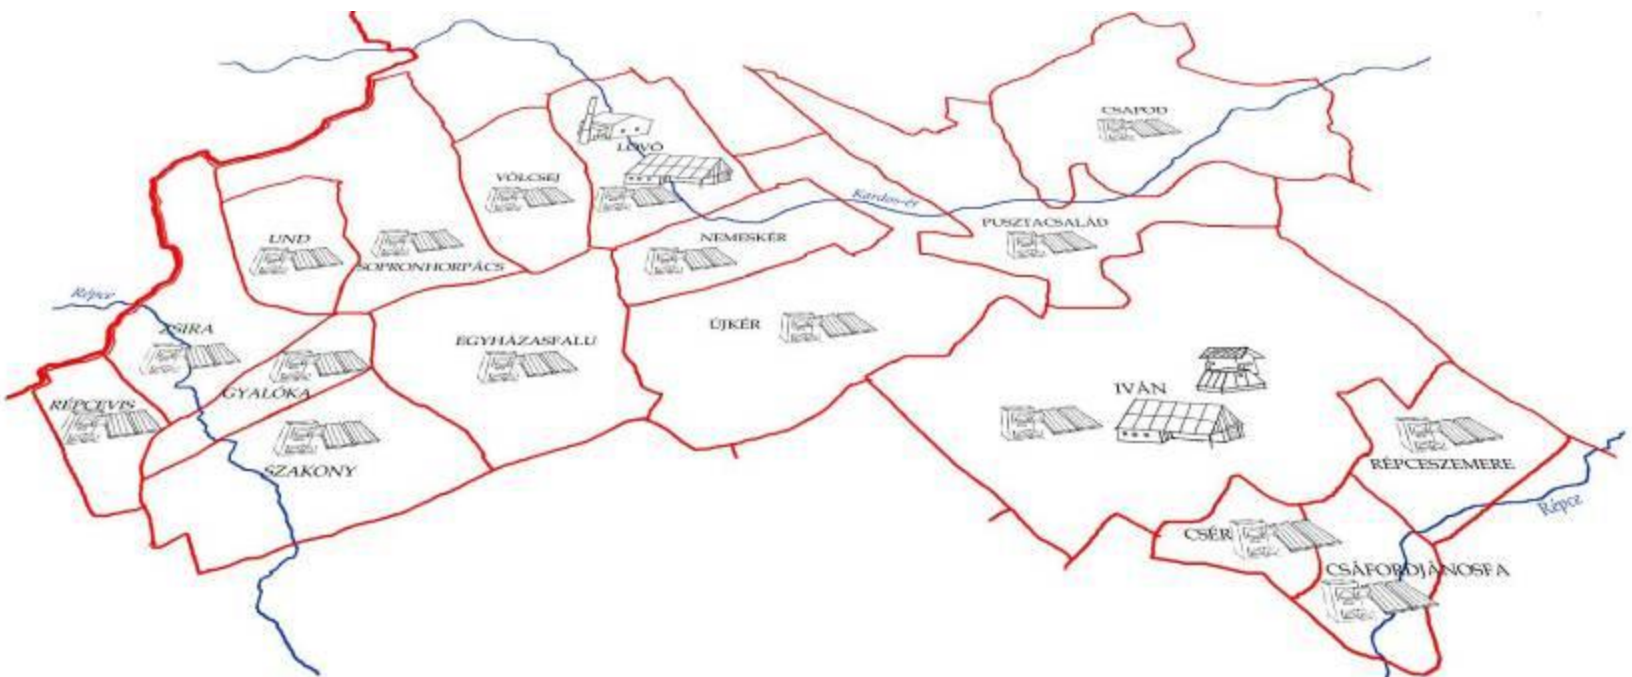 CSAPOD
LÖVŐ
VÖLCSEJ
Kardos-ér
PUSZTACSALÁD
UND
NEMESKÉR
SOPRONHORPÁCS
Répce
ZSIRA
ÚJKÉR
EGYHÁZASFALU
GYALÓKA
IVÁN
RÉPCEVIS
SZAKONY
RÉPCESZEMERE
Répce
CSÉR
CSÁFORDJÁNOSFA